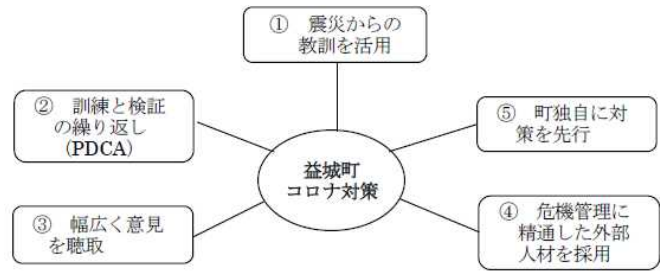 ① 震災からの
教訓を活用
② 訓練と検証
の繰り返し
(PDCA)
⑤ 町独自に対
策を先行
益城町
コロナ対策
③ 幅広く意見
を聴取
④ 危機管理に
精通した外部
人材を採用